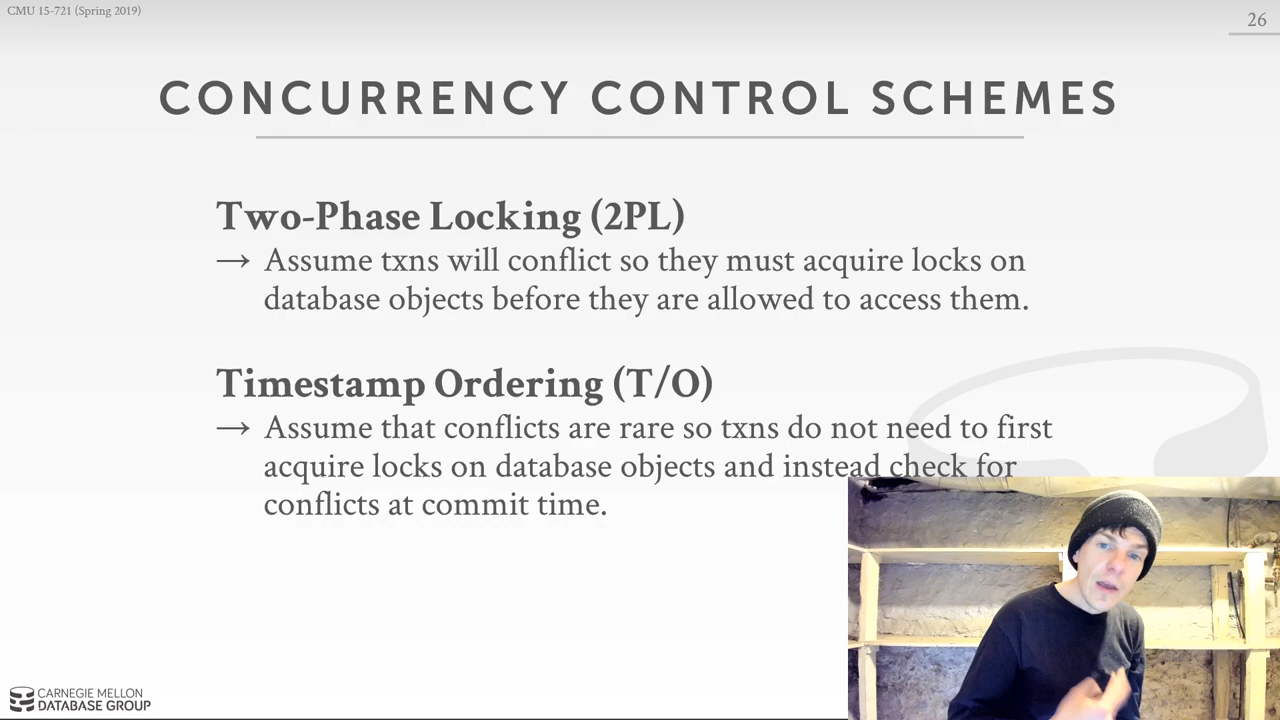 CMU 15-721 (Spring 2019)
26
CONCURRENCY CONTROL SCHEMES
Two-Phase Locking (2PL)
→ Assume txns will conflict so they must acquire locks on
database objects before they are allowed to access them.
Timestamp Ordering (T/O)
→ Assume that conflicts are rare so txns do not need to first
acquire locks on database objects and instead check for
conflicts at commit time.
CARNEGIE MELLON
DATABASE GROUP